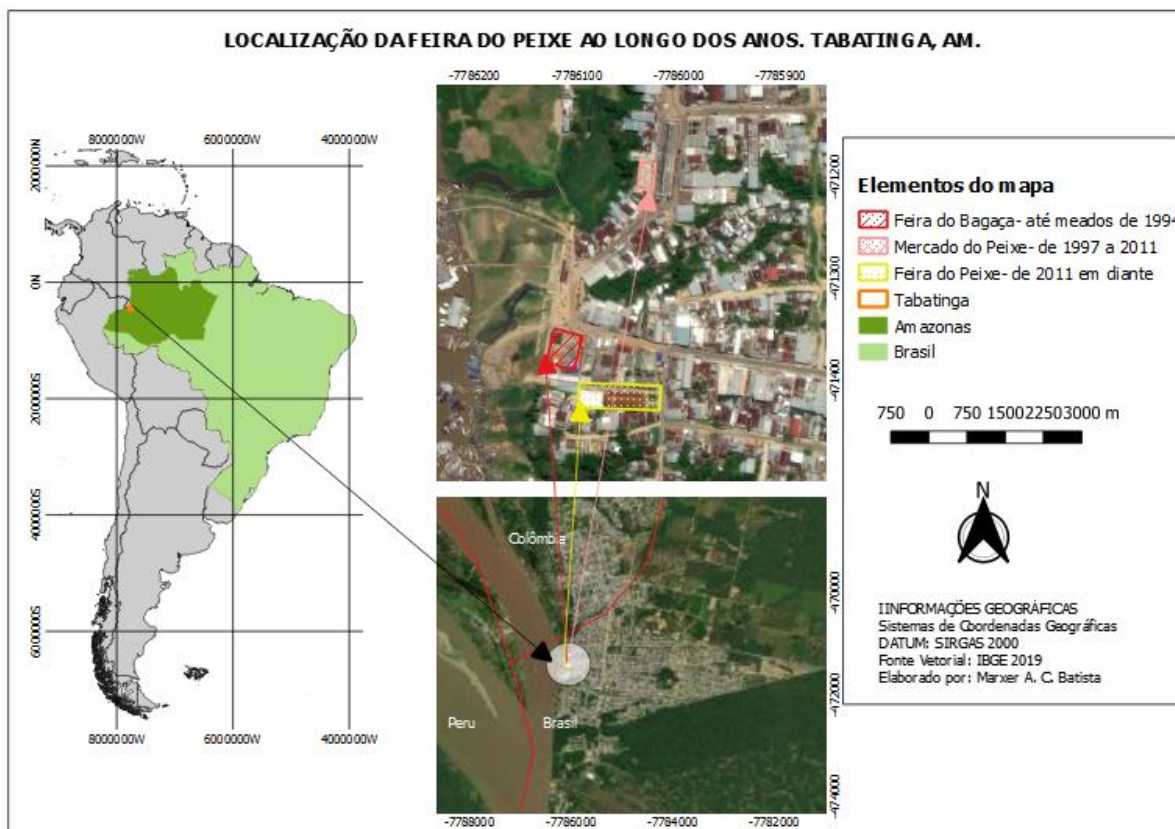 LOCALIZAÇÃO DA FEIRA DO PEIXE AO LONGO DOS ANOS. TABATINGA, AM.
8000000W 6000000W 4000000W
2000000N
0N
2000000S
4000000S
6000000S
8000000W 6000000W 4000000W
-7786200 -7786100 -7786000 -7785900
-471200
-471300
-471400
Colômbia
Peru
Brasil
-470000
-472000
-474000
-7788000 -7786000 -7784000 -7782000
Elementos do mapa
Feira do Bagaça- até meados de 1994
Mercado do Peixe- de 1997 a 2011
Feira do Peixe- de 2011 em diante
Tabatinga
Amazonas
Brasil
750 0 750 1500 2250 3000 m
N
IINFORMAÇÕES GEOGRÁFICAS
Sistemas de Coordenadas Geográficas
DATUM: SIRGAS 2000
Fonte Vetorial: IBGE 2019
Elaborado por: Marxer A. C. Batista